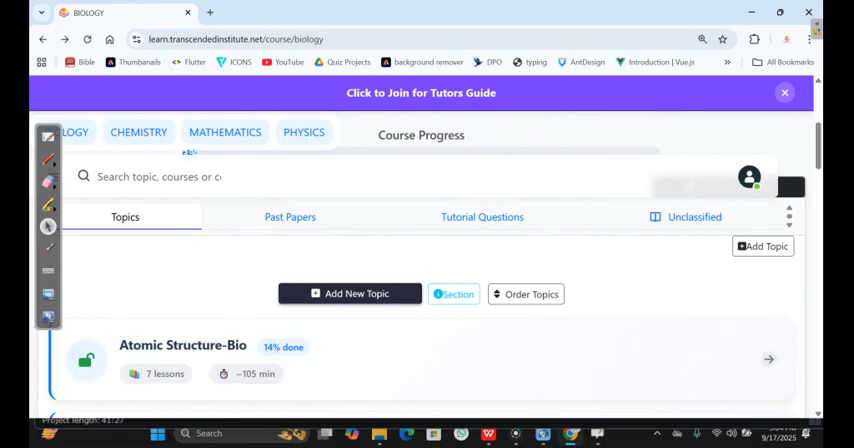 BIOLOGY
learn.transcendedinstitute.net/course/biology
Bible Thumbanails Flutter ICONS YouTube Quiz Projects background remover DPO typing AntDesign Introduction | Vue.js » All Bookmarks
Click to Join for Tutors Guide
OLOGY CHEMISTRY MATHEMATICS PHYSICS
Course Progress
Search topic, courses or c
Topics Past Papers Tutorial Questions Unclassified
Add Topic
Add New Topic Section Order Topics
Atomic Structure-Bio 14% done
7 lessons ~105 min
Project length: 41:27
Search
9/17/2025